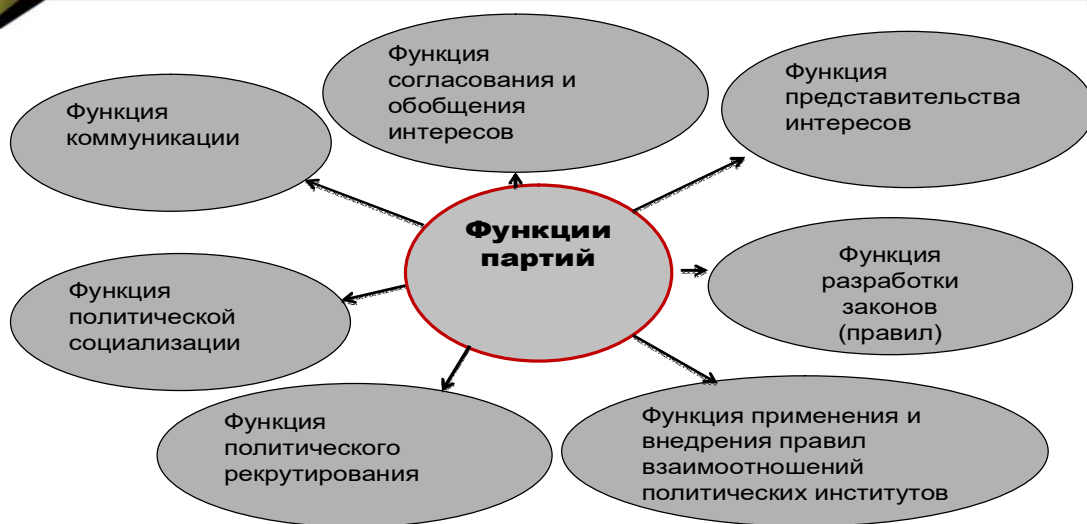 Функция
согласования и
обобщения
интересов
Функция
представительства
интересов
Функция
коммуникации
Функции
партий
Функция
разработки
законов
(правил)
Функция
политической
социализации
Функция
политического
рекрутирования
Функция применения и
внедрения правил
взаимоотношений
политических институтов